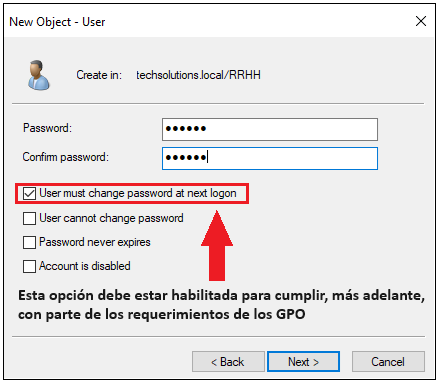 New Object - User
Create in: techsolutions.local/RRHH
Password: ●●●●●●
Confirm password: ●●●●●●
User must change password at next logon
User cannot change password
Password never expires
Account is disabled
Esta opción debe estar habilitada para cumplir, más adelante,
con parte de los requerimientos de los GPO
< Back Next > Cancel